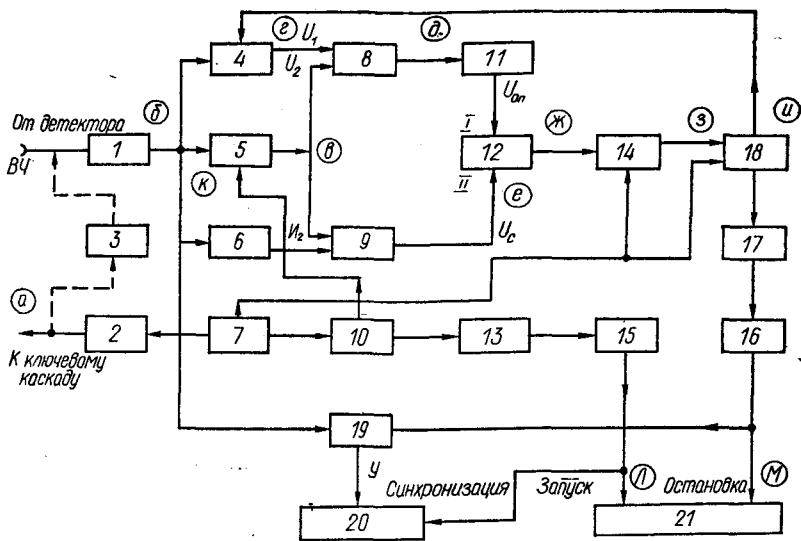 г U₁ д
4 U₂ 8 11
Uоп
б
От детектора
ВЧ 1 5 в I 12 ж 14 з 18 и
II
к е
3 6 И₂ 9 Uс 17
а
2 7 10 13 15 16
К ключевому
каскаду
19
У Синхронизация Запуск Л Остановка М
20 21